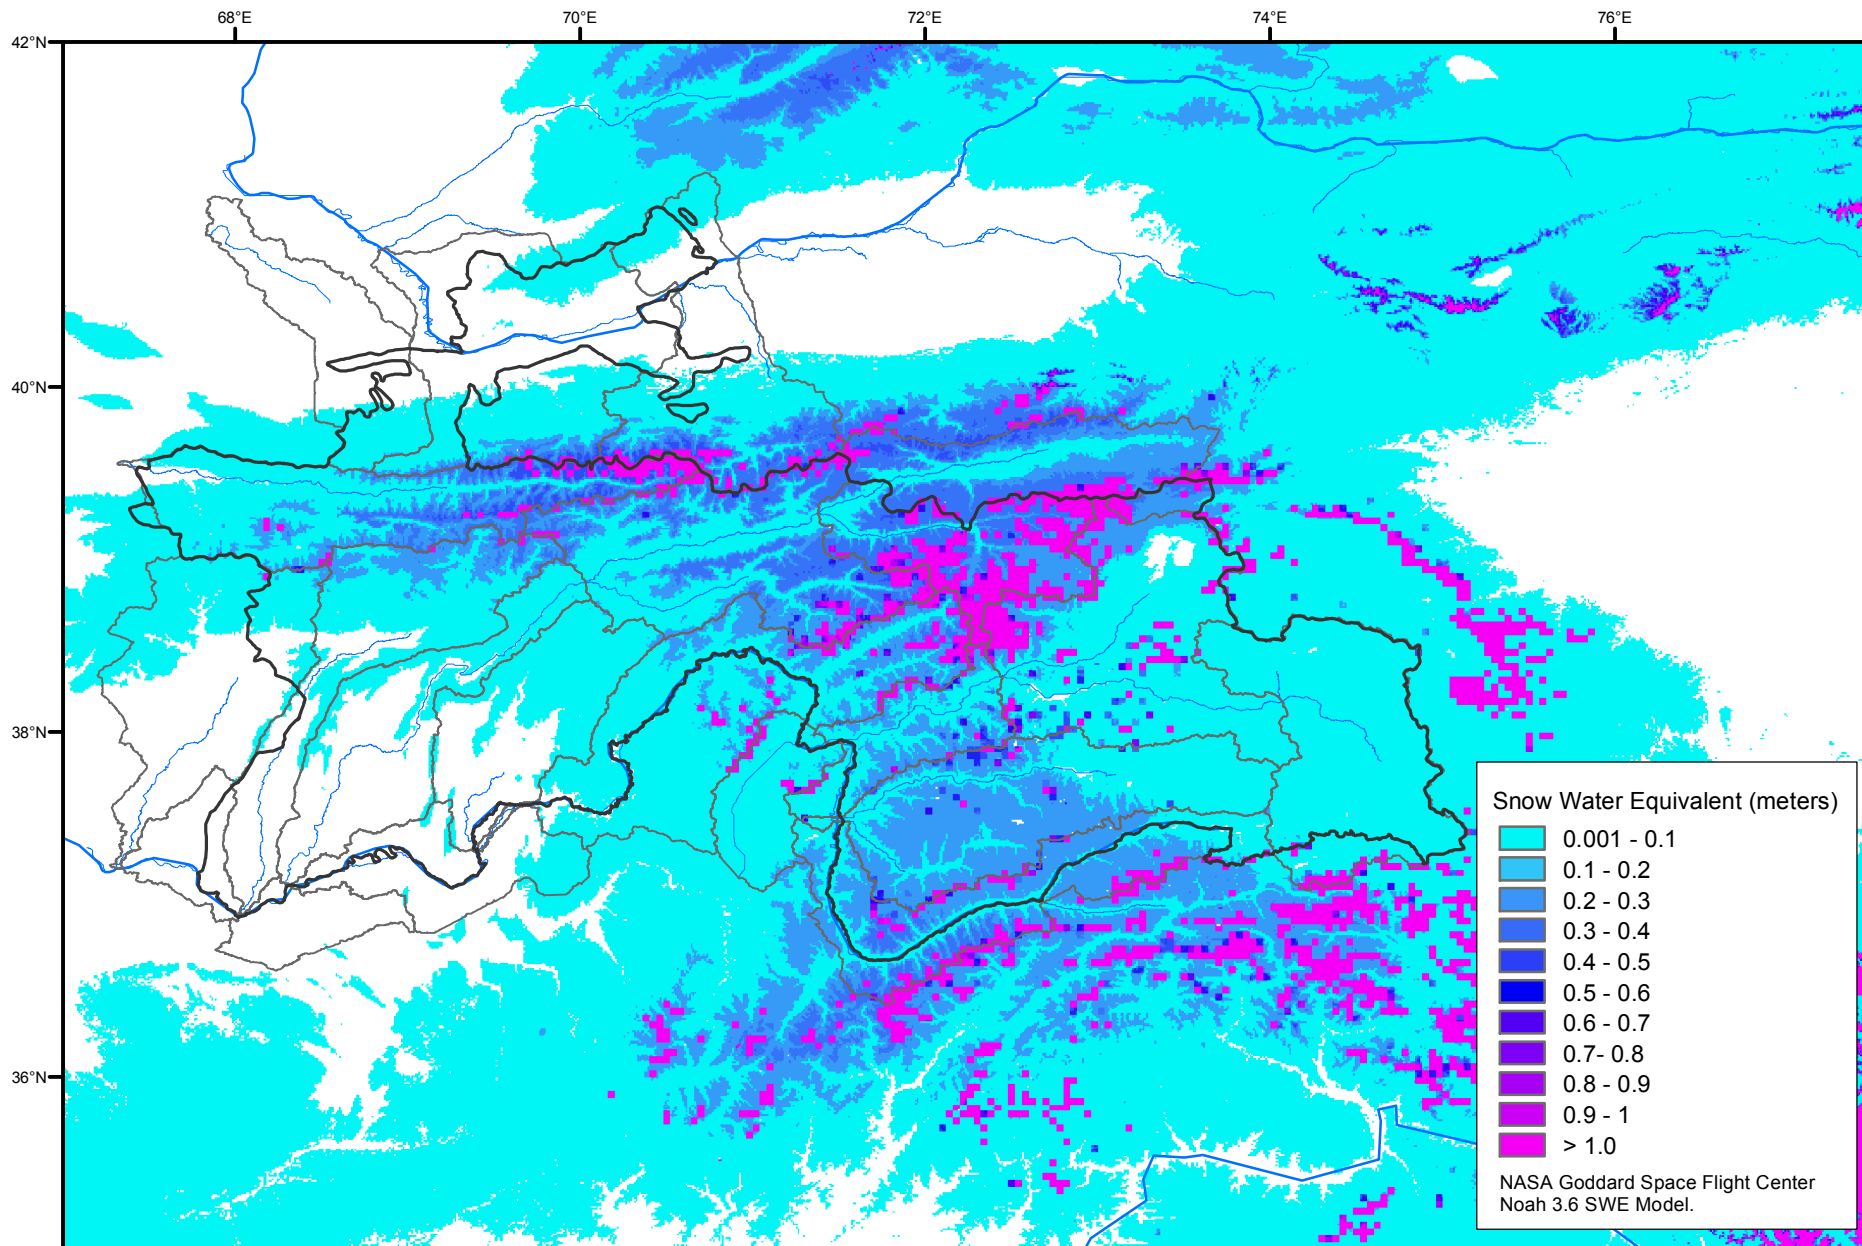 68°E
70°E
72°E
74°E
76°E
42°N
40°N
38°N
36°N
Snow Water Equivalent (meters)
0.001 - 0.1
0.1 - 0.2
0.2 - 0.3
0.3 - 0.4
0.4 - 0.5
0.5 - 0.6
0.6 - 0.7
0.7- 0.8
0.8 - 0.9
0.9 - 1
> 1.0
NASA Goddard Space Flight Center
Noah 3.6 SWE Model.